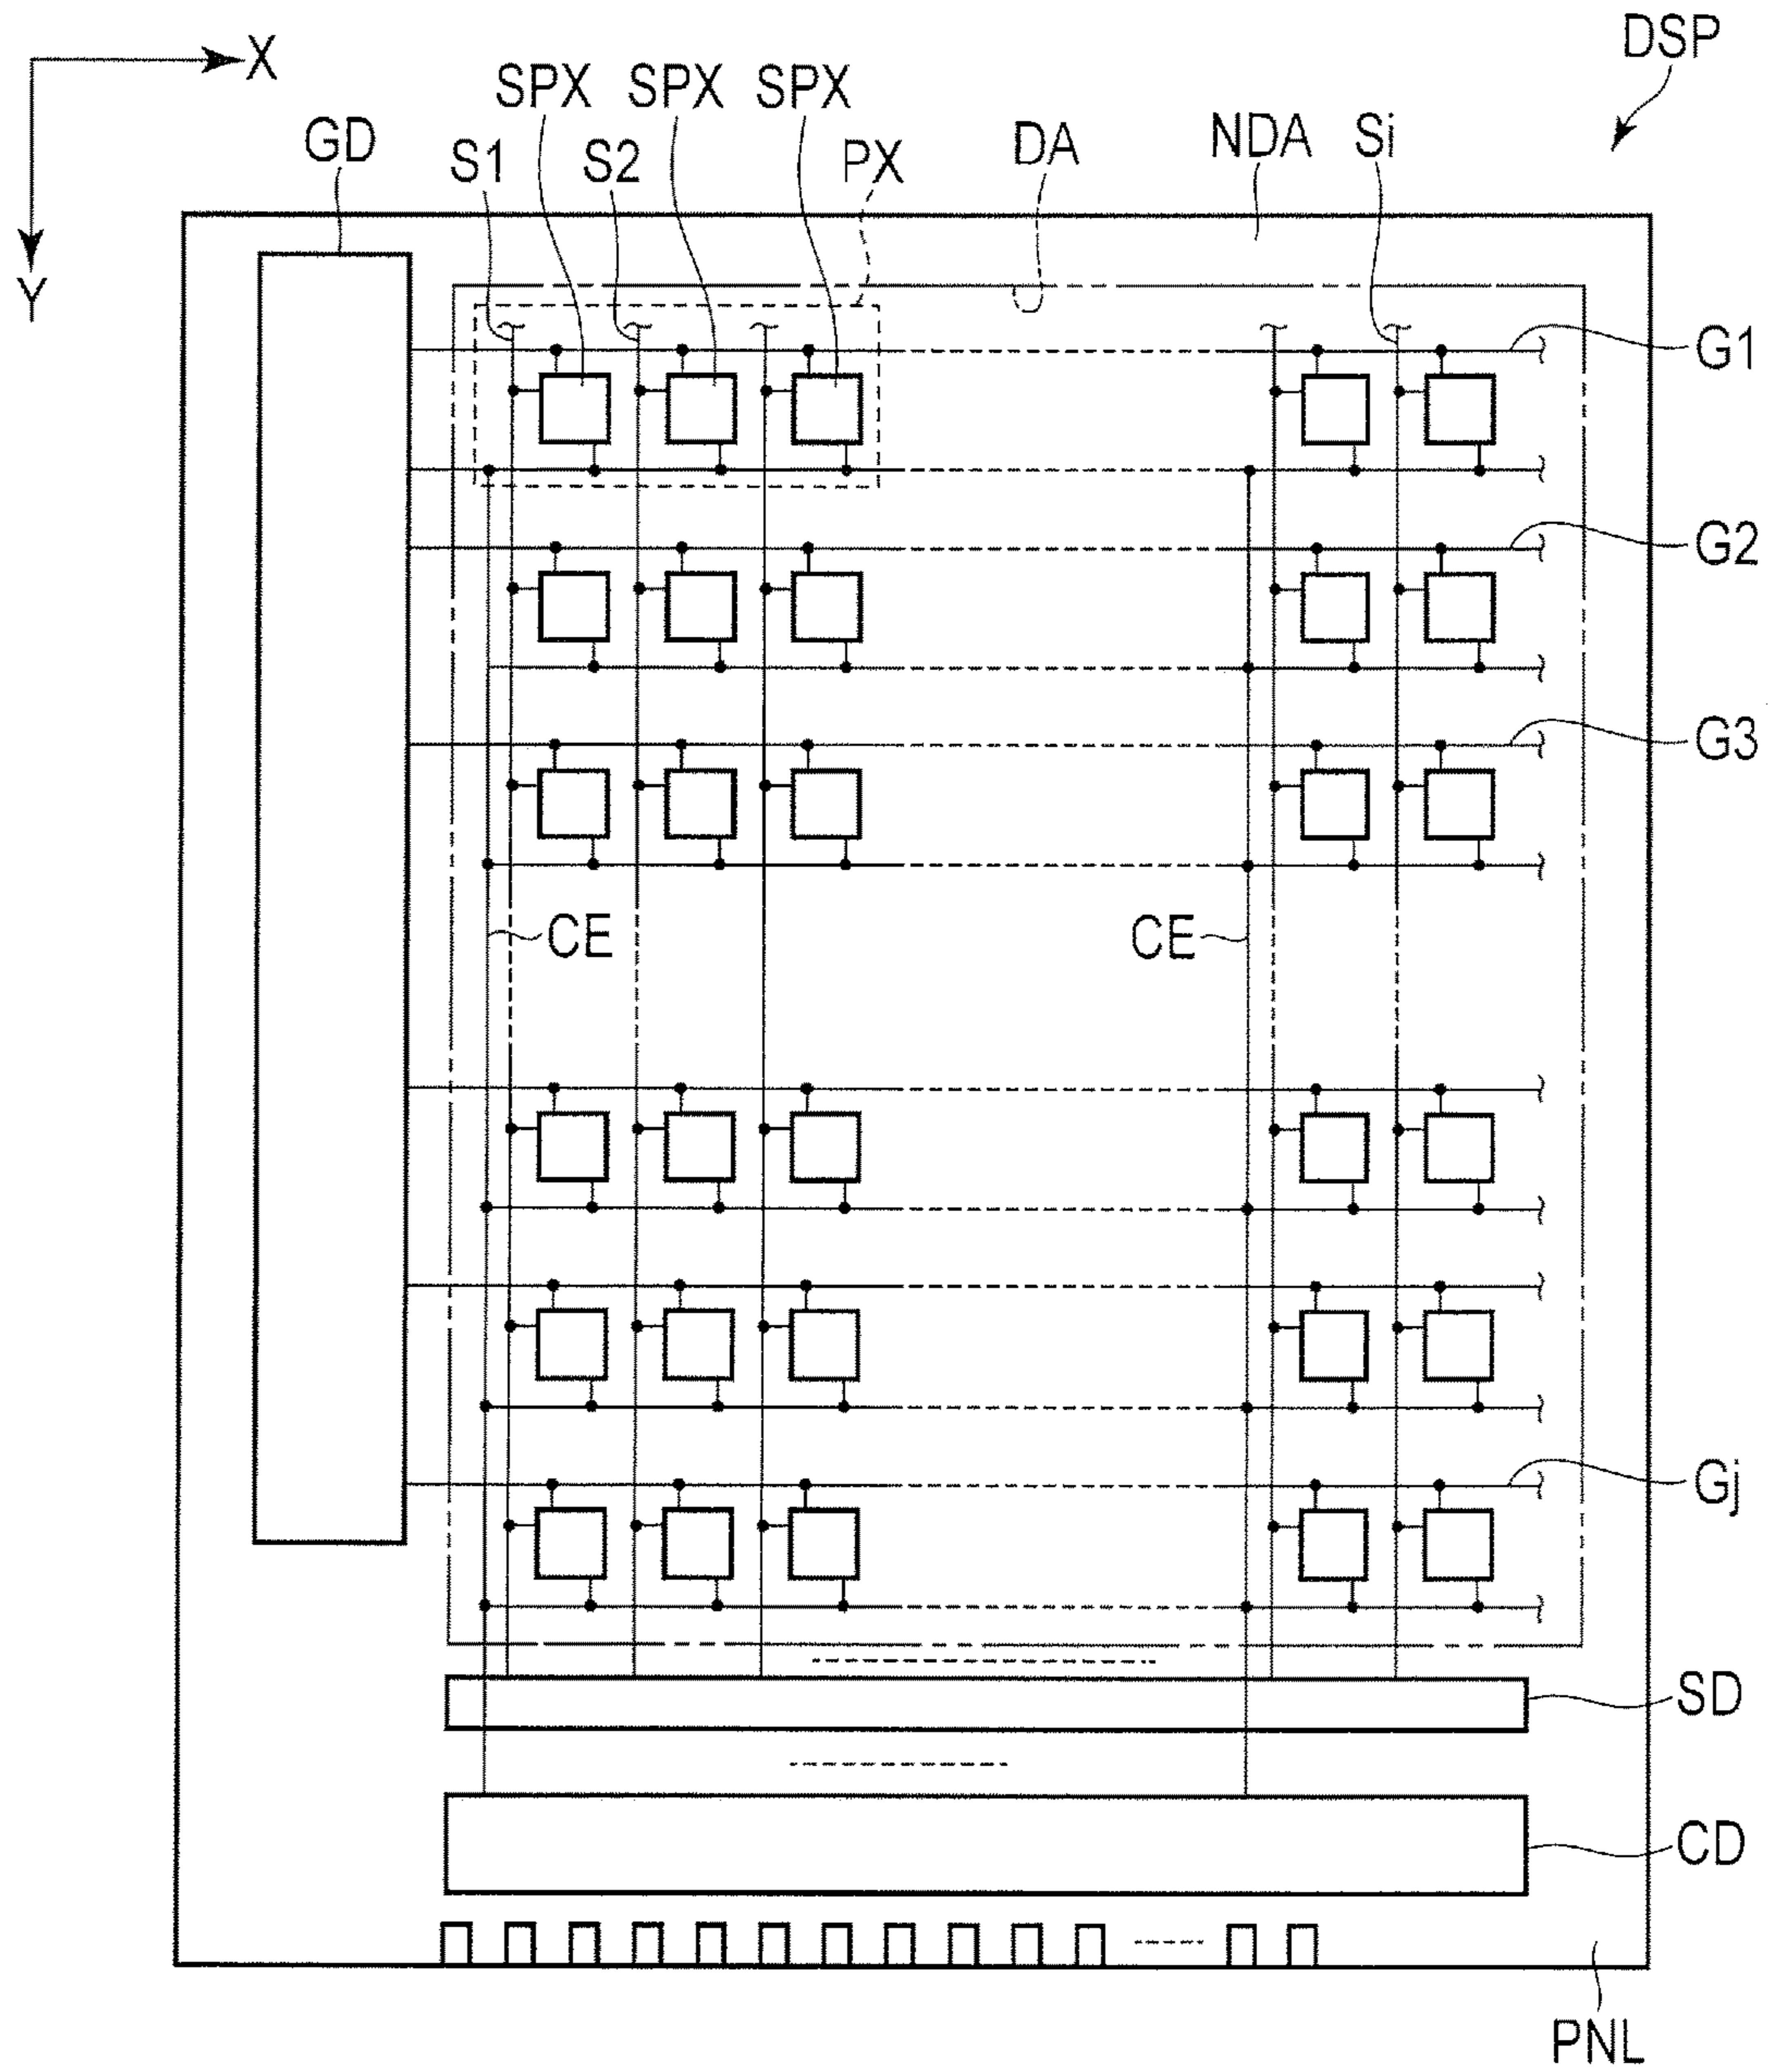 DSP
X
SPX SPX SPX
GD
S1
S2
PX
DA
NDA
Si
Y
G1
G2
G3
CE
CE
Gj
SD
CD
PNL